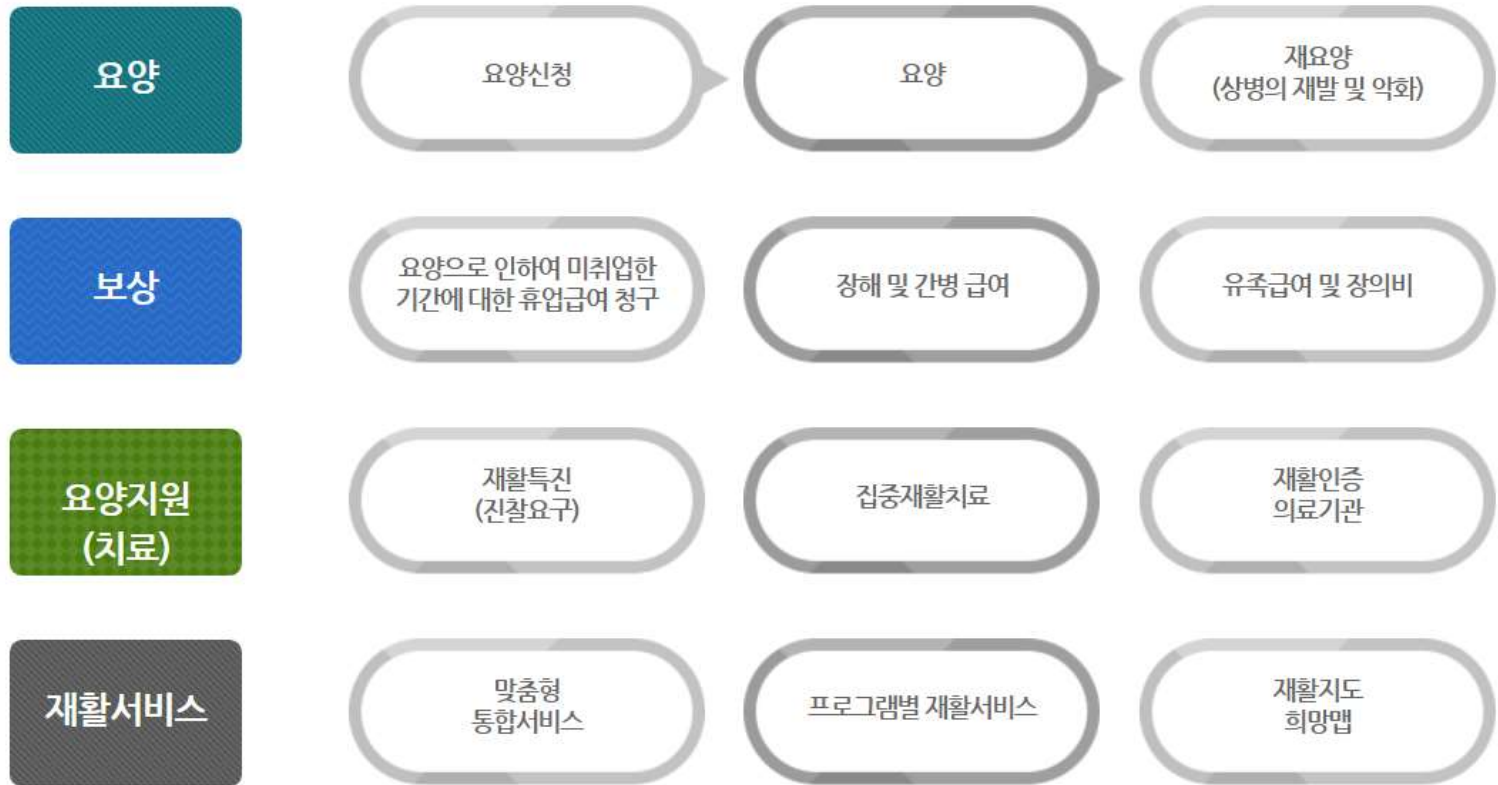 요양
요양신청
요양
재요양
(상병의 재발 및 악화)
보상
요양으로 인하여 미취업한
기간에 대한 휴업급여 청구
장해 및 간병 급여
유족급여 및 장의비
요양지원
(치료)
재활특진
(진찰요구)
집중재활치료
재활인증
의료기관
재활서비스
맞춤형
통합서비스
프로그램별 재활서비스
재활지도
희망맵